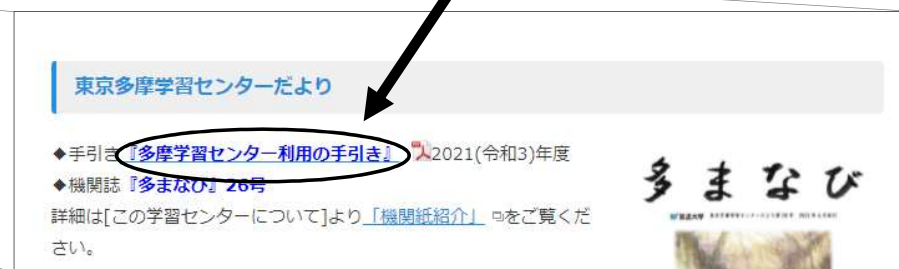 東京多摩学習センターだより
◆手引き『多摩学習センター利用の手引き』 2021(令和3)年度
◆機関誌『多まなび』26号
詳細は[この学習センターについて]より「機関紙紹介」をご覧くだ
さい。
多まなび
放送大学